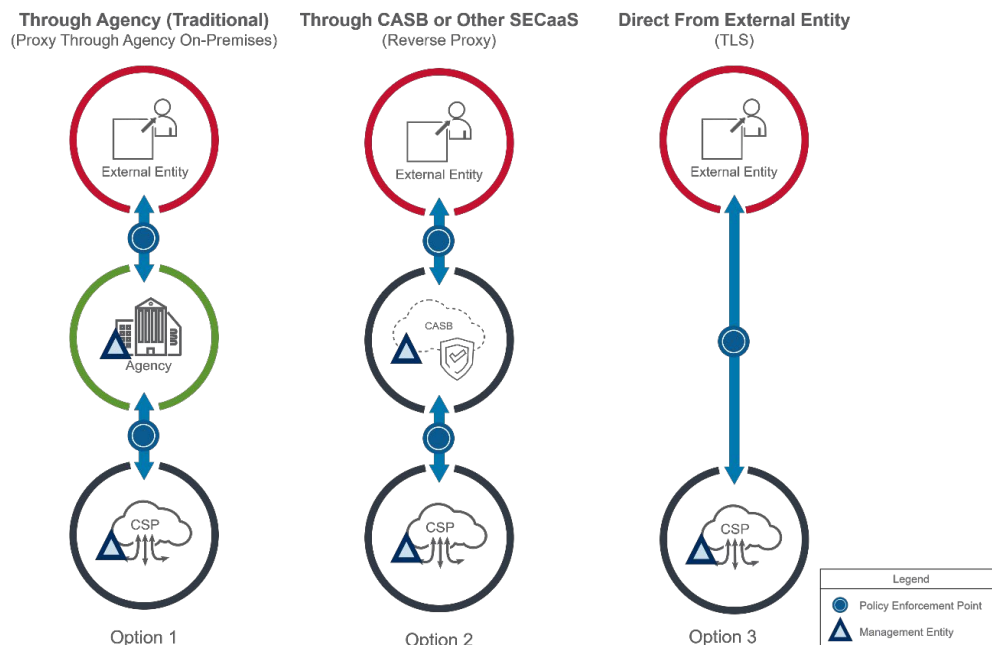 Through Agency (Traditional)
(Proxy Through Agency On-Premises)
External Entity
Agency
CSP
Option 1
Through CASB or Other SECaaS
(Reverse Proxy)
External Entity
CASB
CSP
Option 2
Direct From External Entity
(TLS)
External Entity
CSP
Option 3
Legend
Policy Enforcement Point
Management Entity